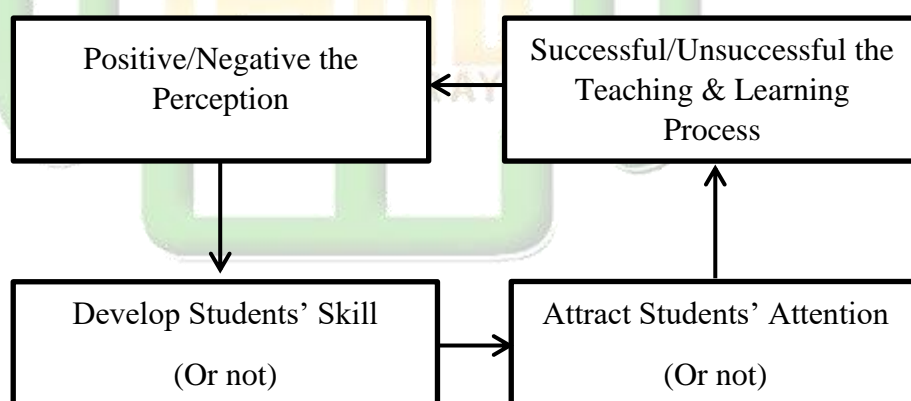 Positive/Negative the
Perception
Successful/Unsuccessful the
Teaching & Learning
Process
Develop Students’ Skill
(Or not)
Attract Students’ Attention
(Or not)